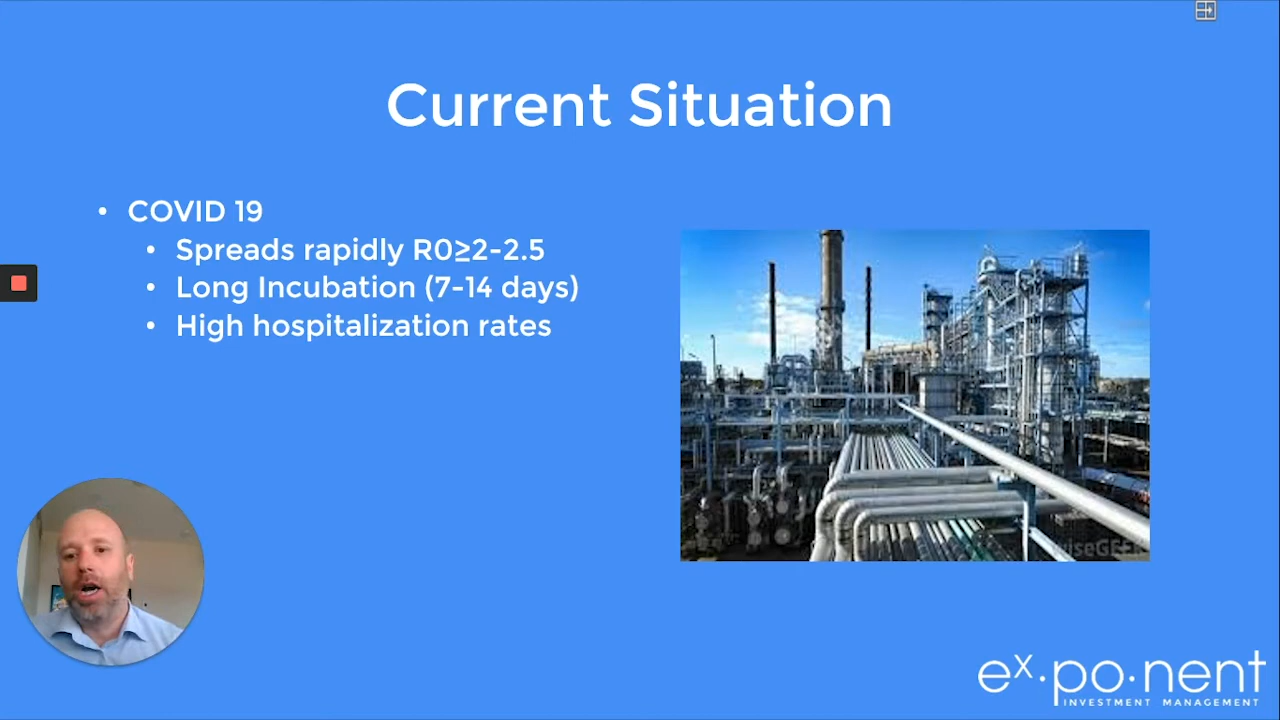 Current Situation
• COVID 19
• Spreads rapidly R0≥2-2.5
• Long Incubation (7-14 days)
• High hospitalization rates
wiseGEEK
eˣ·po·nent
INVESTMENT MANAGEMENT